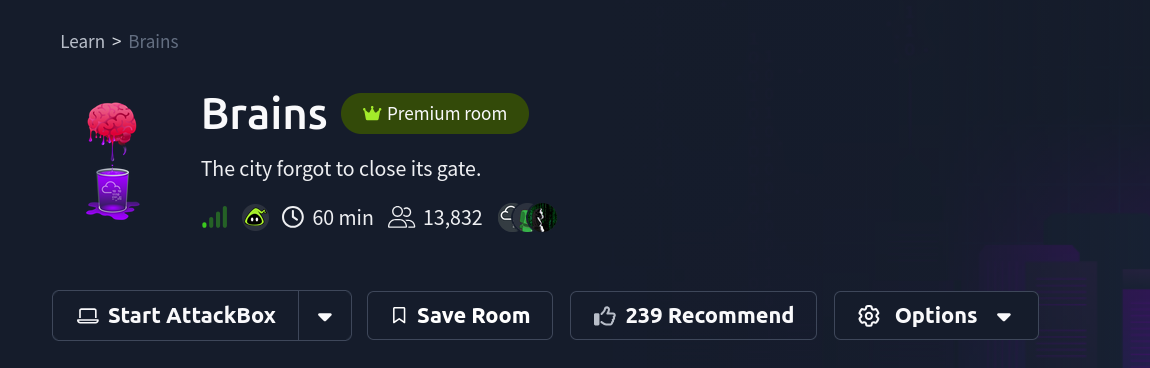 Learn > Brains
Brains Premium room
The city forgot to close its gate.
60 min 13,832
Start AttackBox Save Room 239 Recommend Options